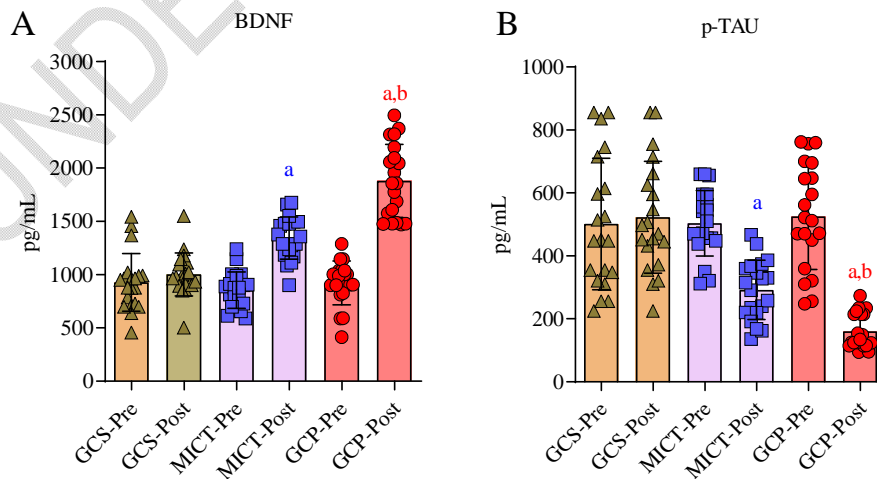 A
BDNF
pg/mL
3000
2500
2000
1500
1000
500
0
a
a,b
GCS-Pre
GCS-Post
MICT-Pre
MICT-Post
GCP-Pre
GCP-Post
B
p-TAU
pg/mL
1000
800
600
400
200
0
a
a,b
GCS-Pre
GCS-Post
MICT-Pre
MICT-Post
GCP-Pre
GCP-Post
UNDE